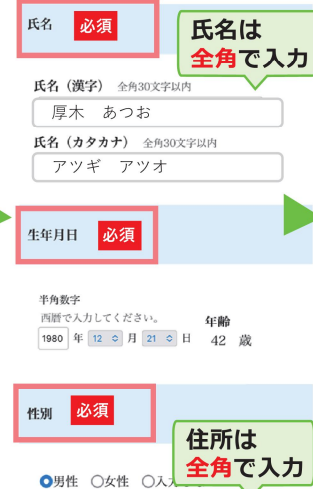 氏名 必須
氏名は
全角で入力
氏名（漢字） 全角30文字以内
厚木　あつお
氏名（カタカナ） 全角30文字以内
アツギ　アツオ
生年月日 必須
半角数字
西暦で入力してください。
年齢
1980 年 12 月 21 日 42 歳
性別 必須
住所は
全角で入力
男性 女性 入